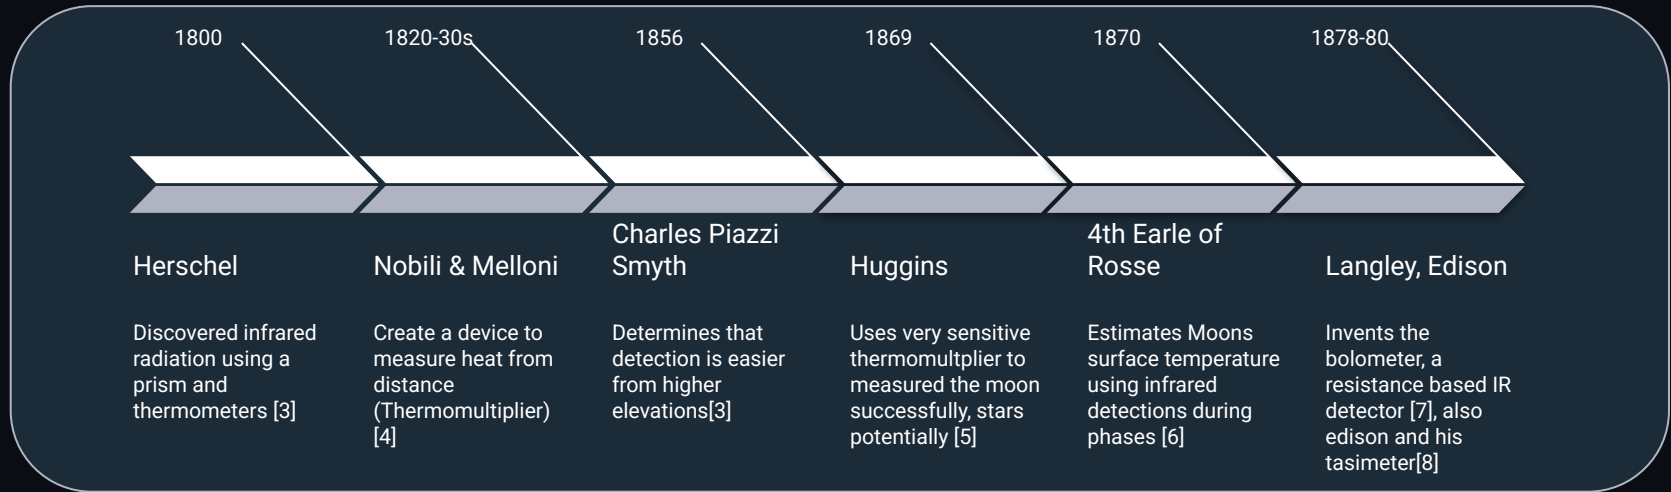 1800
1820-30s
1856
1869
1870
1878-80
Herschel
Discovered infrared
radiation using a
prism and
thermometers [3]
Nobili & Melloni
Create a device to
measure heat from
distance
(Thermomultiplier)
[4]
Charles Piazzi
Smyth
Determines that
detection is easier
from higher
elevations[3]
Huggins
Uses very sensitive
thermomultplier to
measured the moon
successfully, stars
potentially [5]
4th Earle of
Rosse
Estimates Moons
surface temperature
using infrared
detections during
phases [6]
Langley, Edison
Invents the
bolometer, a
resistance based IR
detector [7], also
edison and his
tasimeter[8]